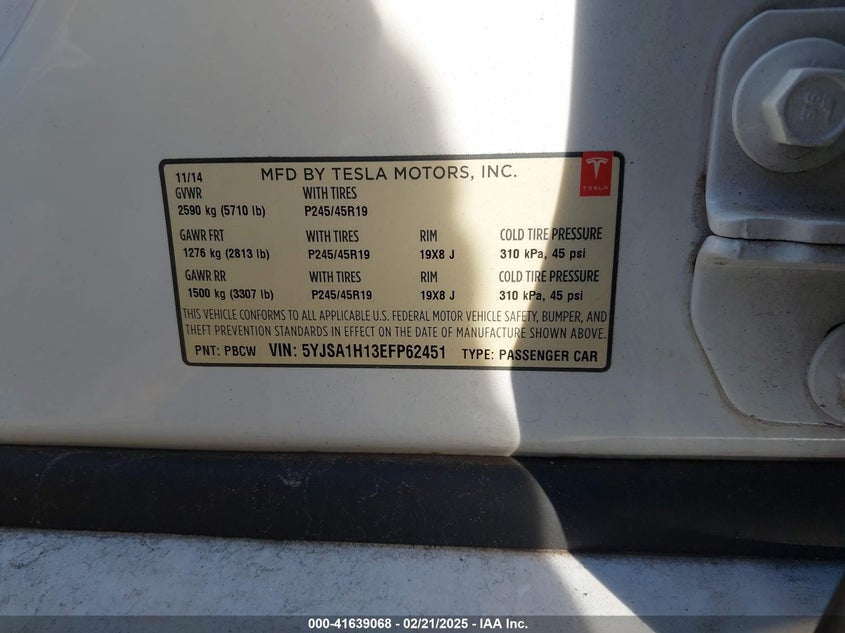 11/14 MFD BY TESLA MOTORS, INC.
TESLA
GVWR WITH TIRES
2590 kg (5710 lb) P245/45R19
GAWR FRT WITH TIRES RIM COLD TIRE PRESSURE
1276 kg (2813 lb) P245/45R19 19X8 J 310 kPa, 45 psi
GAWR RR WITH TIRES RIM COLD TIRE PRESSURE
1500 kg (3307 lb) P245/45R19 19X8 J 310 kPa, 45 psi
THIS VEHICLE CONFORMS TO ALL APPLICABLE U.S. FEDERAL MOTOR VEHICLE SAFETY, BUMPER, AND
THEFT PREVENTION STANDARDS IN EFFECT ON THE DATE OF MANUFACTURE SHOWN ABOVE.
PNT: PBCW VIN: 5YJSA1H13EFP62451 TYPE: PASSENGER CAR
000-41639068 - 02/21/2025 - IAA Inc.